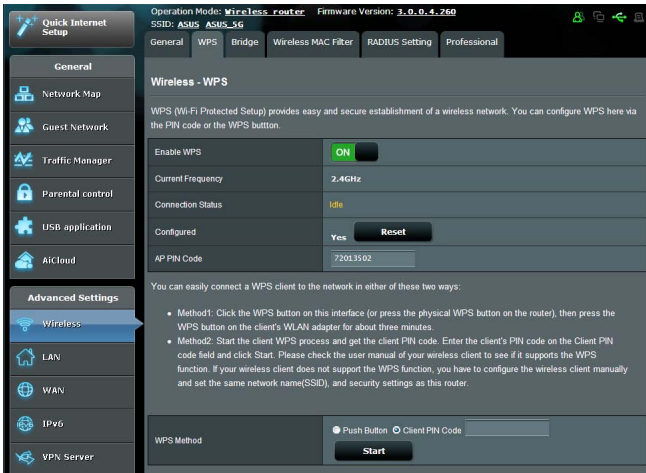 Quick Internet
Setup
Operation Mode: Wireless router Firmware Version: 3.0.0.4.260
SSID: ASUS ASUS_5G
General WPS Bridge Wireless MAC Filter RADIUS Setting Professional
General
Network Map
Guest Network
Traffic Manager
Parental control
USB application
AiCloud
Advanced Settings
Wireless
LAN
WAN
IPv6
VPN Server
Wireless - WPS
WPS (Wi-Fi Protected Setup) provides easy and secure establishment of a wireless network. You can configure WPS here via
the PIN code or the WPS buttton.
Enable WPS ON
Current Frequency 2.4GHz
Connection Status Idle
Configured Yes Reset
AP PIN Code 72013502
You can easily connect a WPS client to the network in either of these two ways:
• Method1: Click the WPS button on this interface (or press the physical WPS button on the router), then press the
WPS button on the client's WLAN adapter for about three minutes.
• Method2: Start the client WPS process and get the client PIN code. Enter the client's PIN code on the Client PIN
code field and click Start. Please check the user manual of your wireless client to see if it supports the WPS
function. If your wireless client does not support the WPS function, you have to configure the wireless client manually
and set the same network name(SSID), and security settings as this router.
WPS Method Push Button Client PIN Code
Start